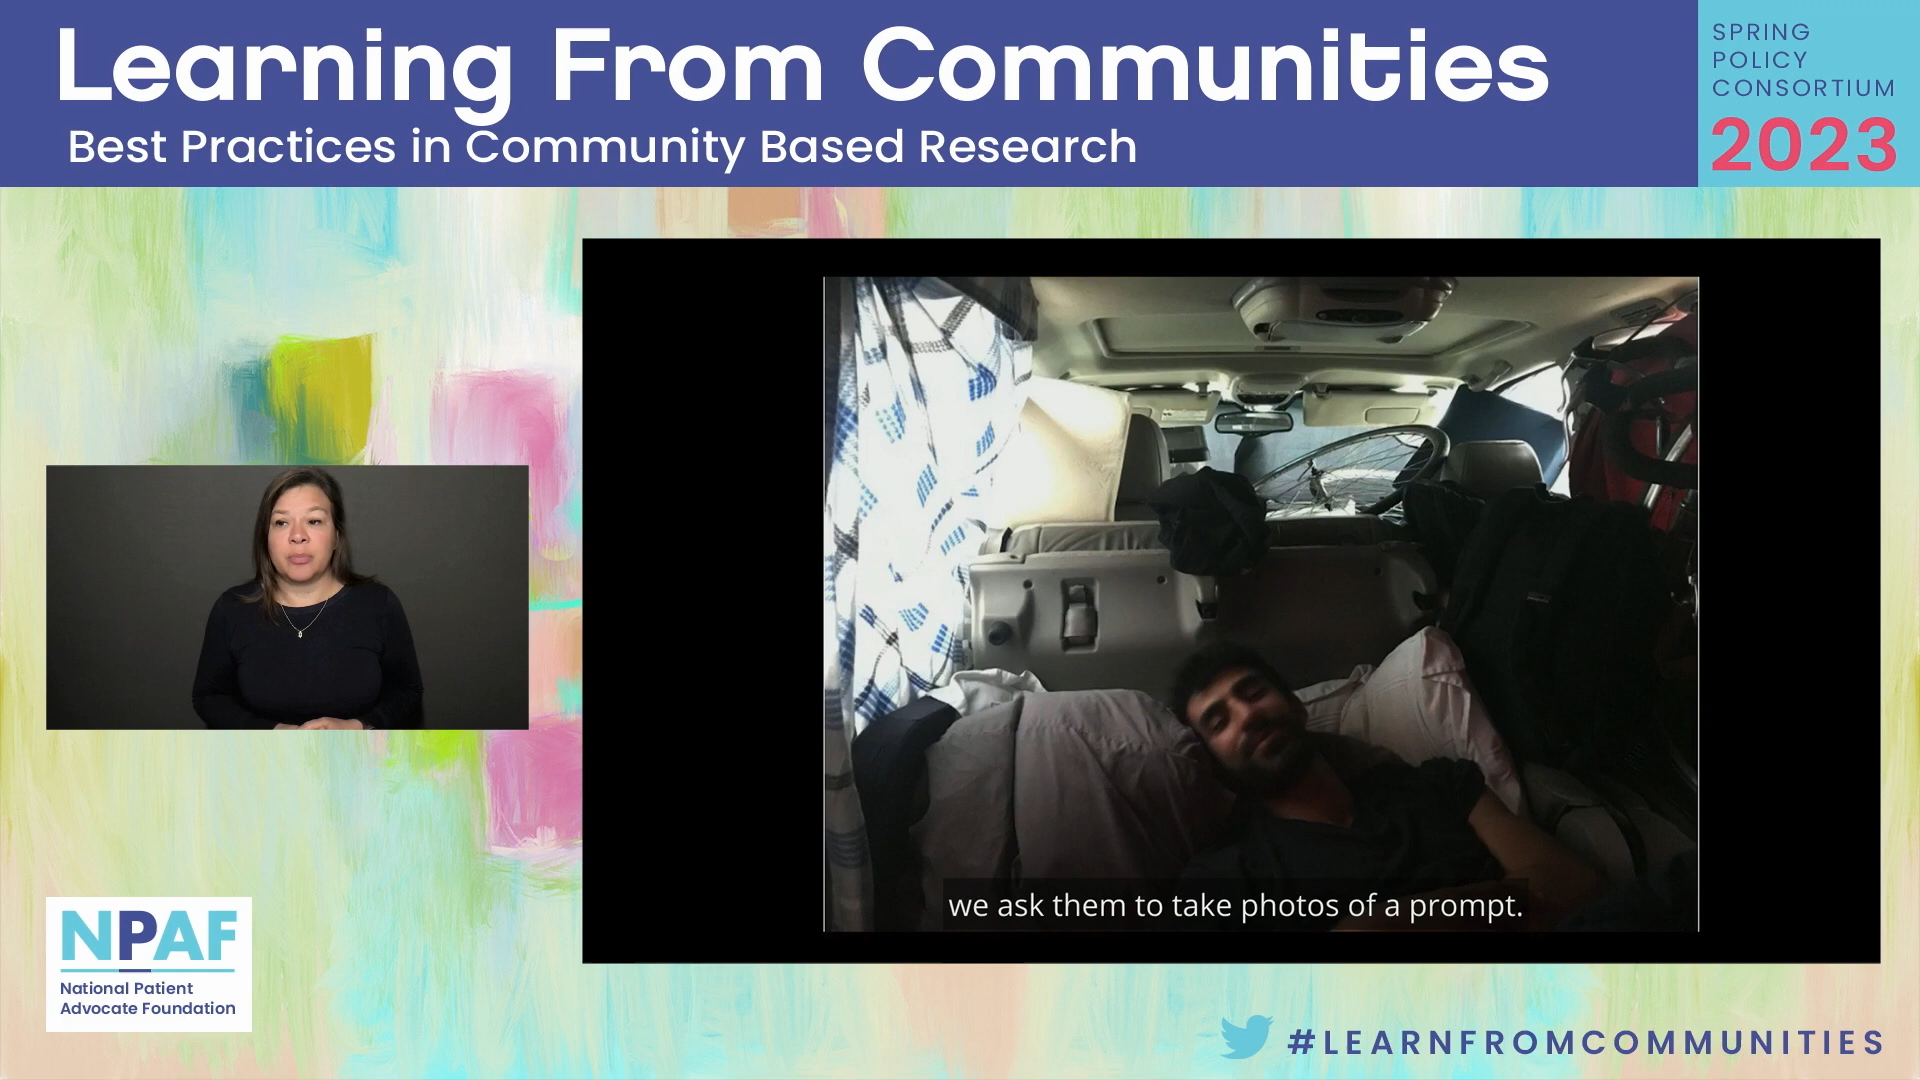 Learning From Communities
Best Practices in Community Based Research
SPRING
POLICY
CONSORTIUM
2023
we ask them to take photos of a prompt.
NPAF
National Patient
Advocate Foundation
#LEARNFROMCOMMUNITIES